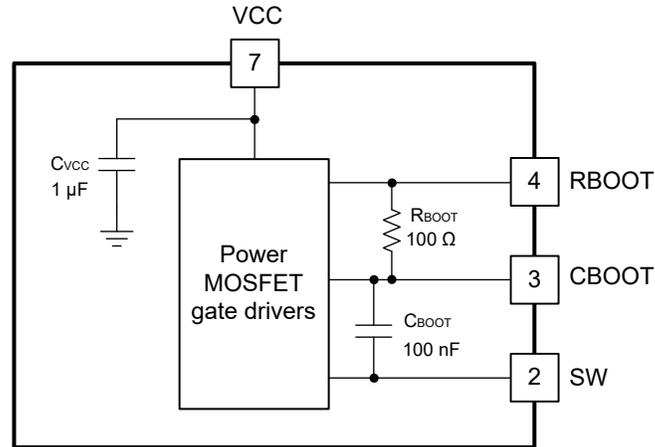 VCC
7
CVCC
1 µF
4
RBOOT
RBOOT
100 Ω
Power
MOSFET
gate drivers
3
CBOOT
CBOOT
100 nF
2
SW